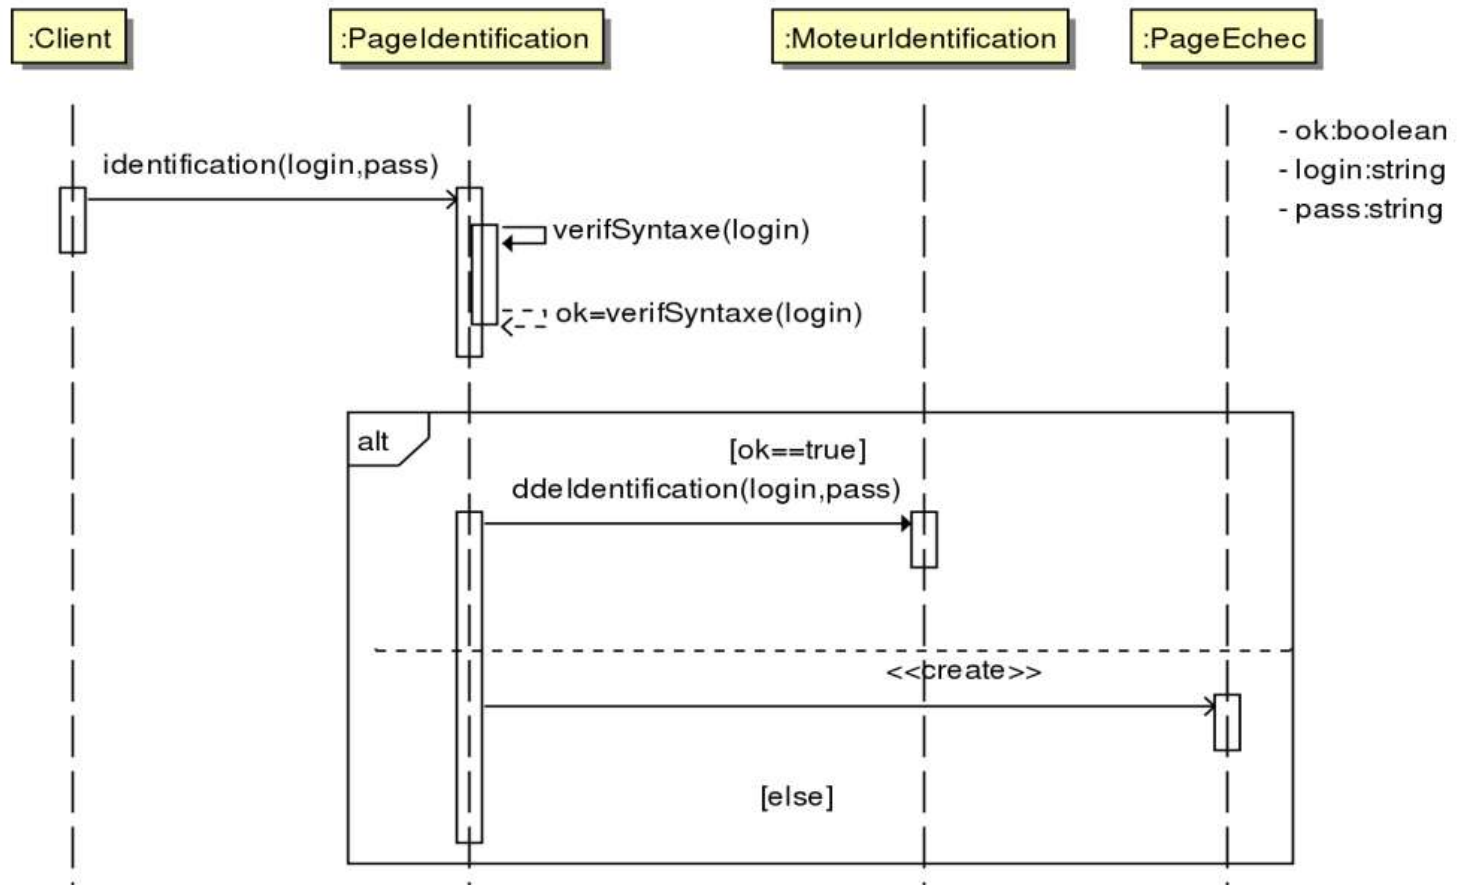 :Client
:PageIdentification
:MoteurIdentification
:PageEchec
- ok:boolean
- login:string
- pass:string
identification(login,pass)
verifSyntaxe(login)
ok=verifSyntaxe(login)
alt
[ok==true]
ddeIdentification(login,pass)
<<create>>
[else]